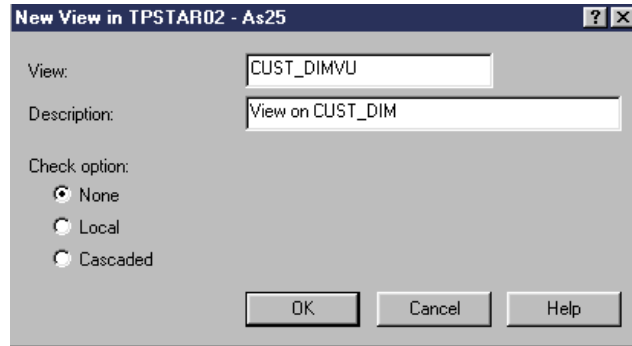 New View in TPSTAR02 - As25
View: CUST_DIMVU
Description: View on CUST_DIM
Check option:
None
Local
Cascaded
OK Cancel Help